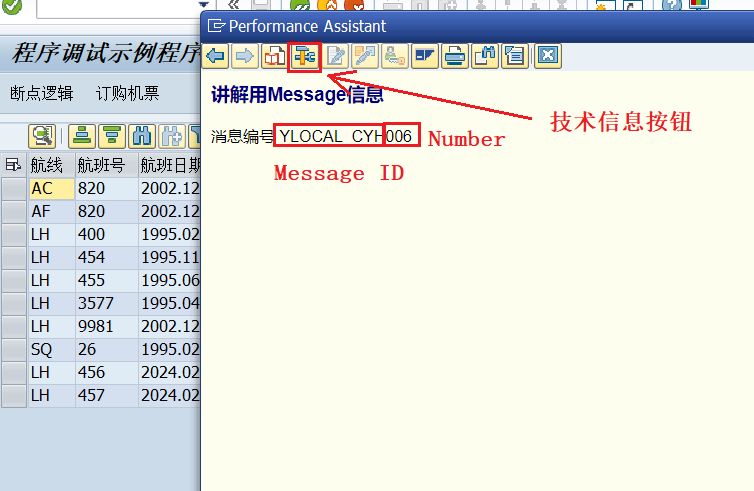 Performance Assistant
程序调试示例程序
断点逻辑 订购机票
讲解用Message信息
技术信息按钮
消息编号 YLOCAL_CYH006
Number
Message ID
航线 航班号 航班日期
AC 820 2002.12
AF 820 2002.12
LH 400 1995.02
LH 454 1995.11
LH 455 1995.06
LH 3577 1995.04
LH 9981 2002.12
SQ 26 1995.02
LH 456 2024.02
LH 457 2024.02